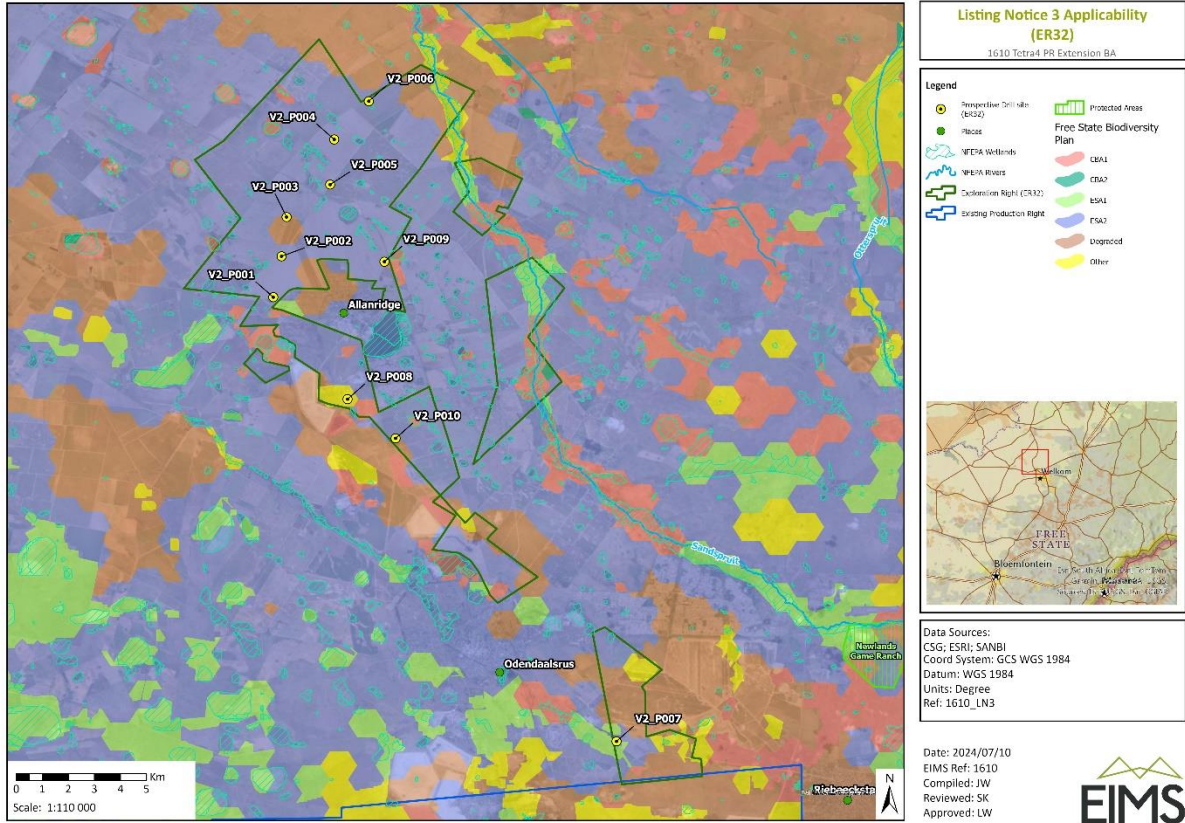 Listing Notice 3 Applicability
(ER32)
1610 Tetra4 PR Extension BA
Legend
Prospective Drill site
(ER32)
Places
NFEPA Wetlands
NFEPA Rivers
Exploration Right (ER32)
Existing Production Right
Protected Areas
Free State Biodiversity
Plan
CBA1
CBA2
ESA1
ESA2
Degraded
Other
V2_P006
V2_P004
V2_P005
V2_P003
V2_P002
V2_P009
V2_P001
Allanridge
V2_P008
V2_P010
Sandspruit
Newlands
Game Ranch
Odendaalsrus
V2_P007
0 1 2 3 4 5 Km
Scale: 1:110 000
N
Welkom
FREE
STATE
Bloemfontein
Data Sources:
CSG; ESRI; SANBI
Coord System: GCS WGS 1984
Datum: WGS 1984
Units: Degree
Ref: 1610_LN3
Date: 2024/07/10
EIMS Ref: 1610
Compiled: JW
Reviewed: SK
Approved: LW
EIMS